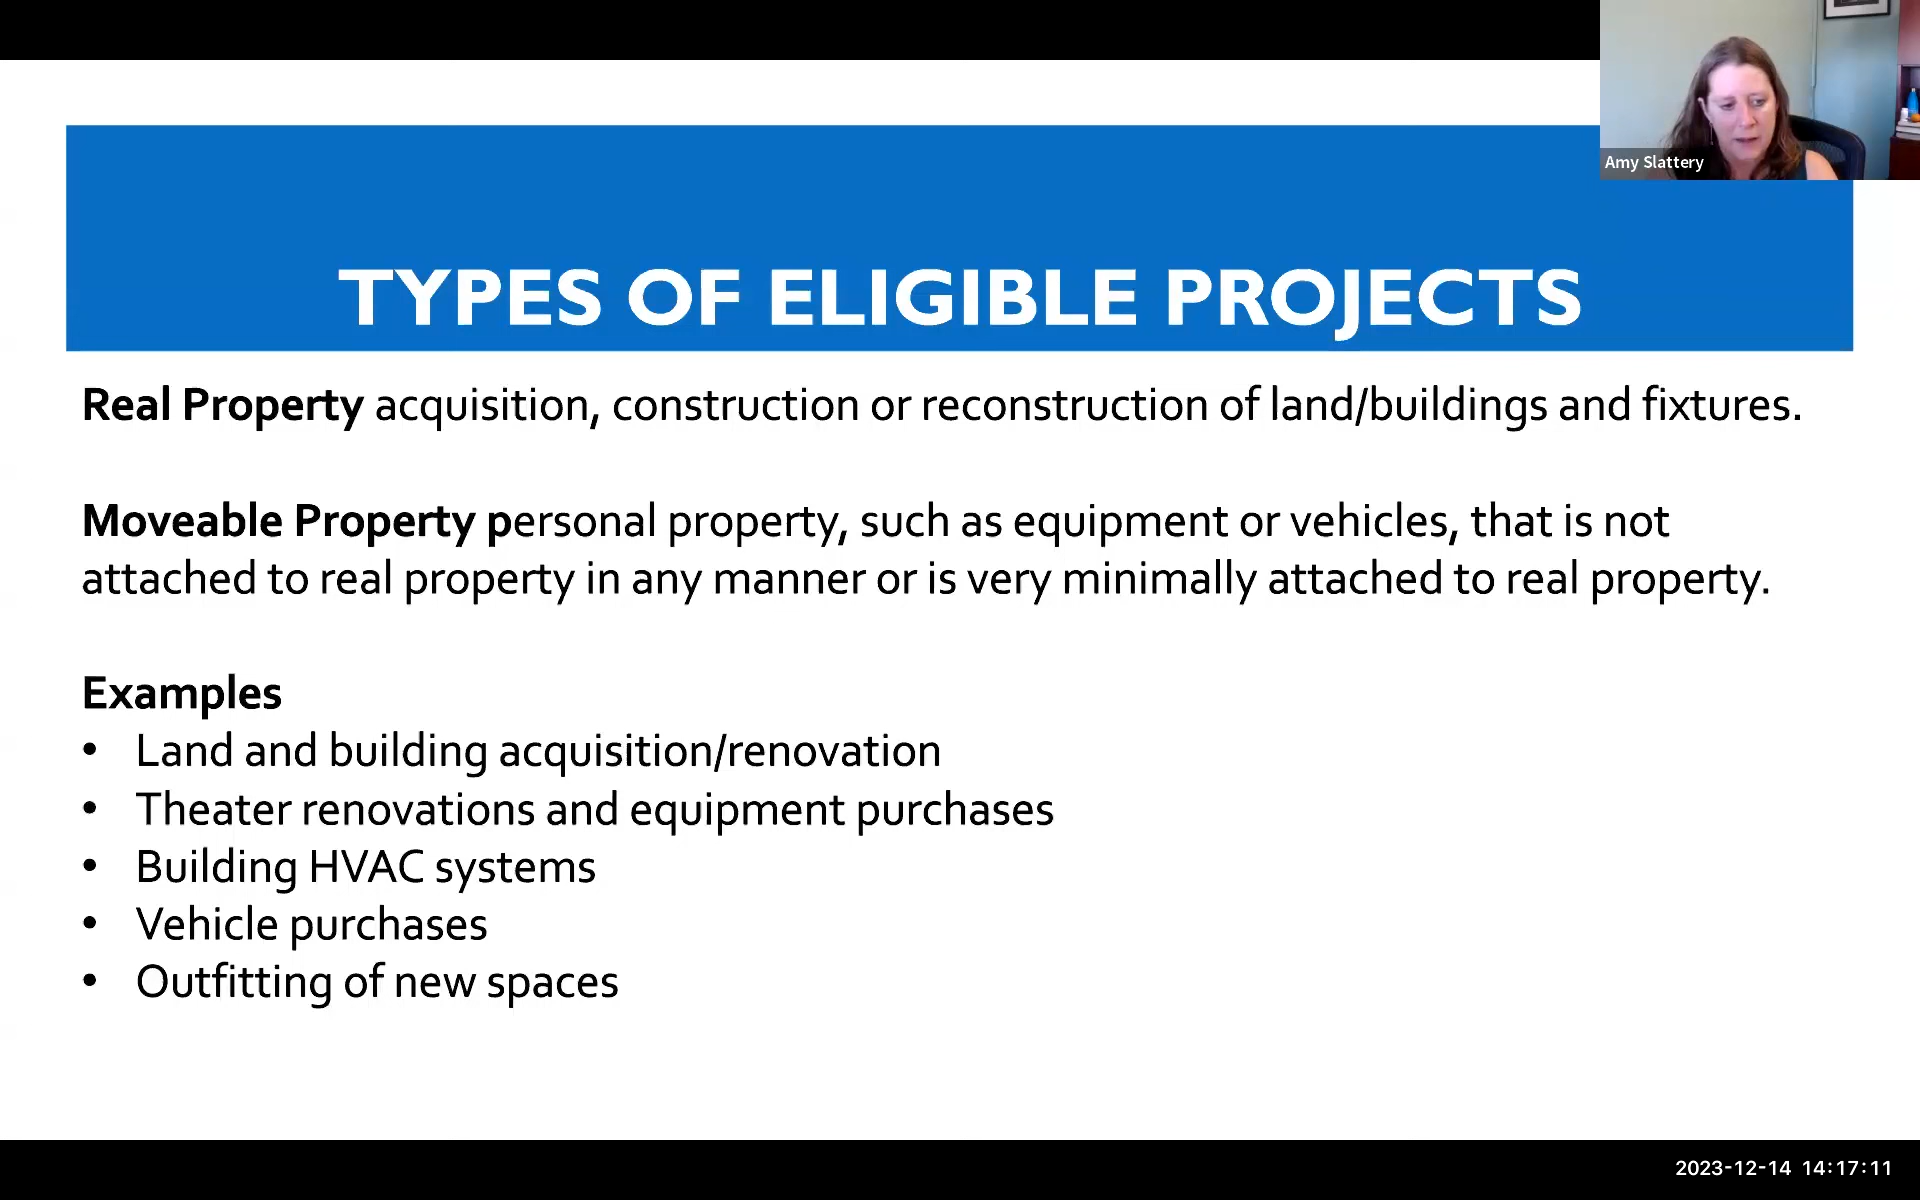 Amy Slattery
TYPES OF ELIGIBLE PROJECTS
Real Property acquisition, construction or reconstruction of land/buildings and fixtures.
Moveable Property personal property, such as equipment or vehicles, that is not
attached to real property in any manner or is very minimally attached to real property.
Examples
• Land and building acquisition/renovation
• Theater renovations and equipment purchases
• Building HVAC systems
• Vehicle purchases
• Outfitting of new spaces
2023-12-14 14:17:11